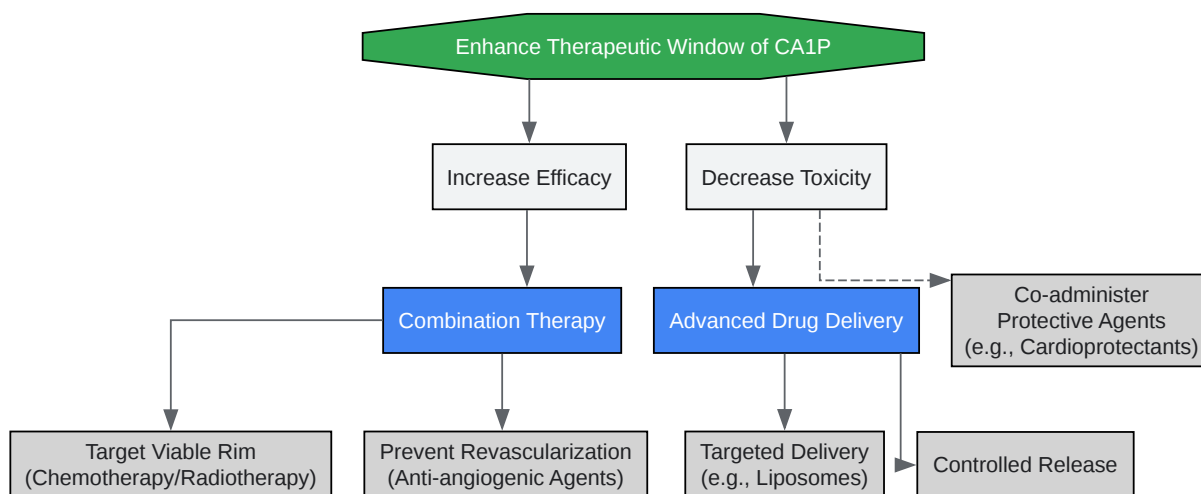 Enhance Therapeutic Window of CA1P
Increase Efficacy
Decrease Toxicity
Combination Therapy
Advanced Drug Delivery
Co-administer
Protective Agents
(e.g., Cardioprotectants)
Target Viable Rim
(Chemotherapy/Radiotherapy)
Prevent Revascularization
(Anti-angiogenic Agents)
Targeted Delivery
(e.g., Liposomes)
Controlled Release